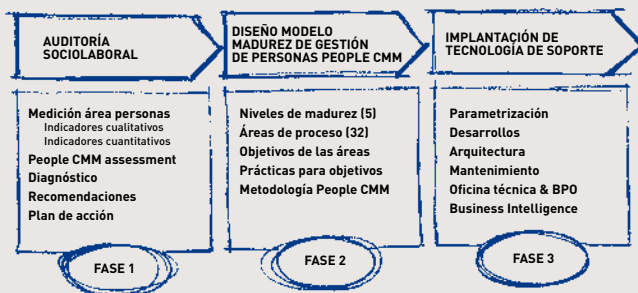 AUDITORÍA
SOCIOLABORAL
DISEÑO MODELO
MADUREZ DE GESTIÓN
DE PERSONAS PEOPLE CMM
IMPLANTACIÓN DE
TECNOLOGÍA DE SOPORTE
Medición área personas
Indicadores cualitativos
Indicadores cuantitativos
People CMM assessment
Diagnóstico
Recomendaciones
Plan de acción
FASE 1
Niveles de madurez (5)
Áreas de proceso (32)
Objetivos de las áreas
Prácticas para objetivos
Metodología People CMM
FASE 2
Parametrización
Desarrollos
Arquitectura
Mantenimiento
Oficina técnica & BPO
Business Intelligence
FASE 3